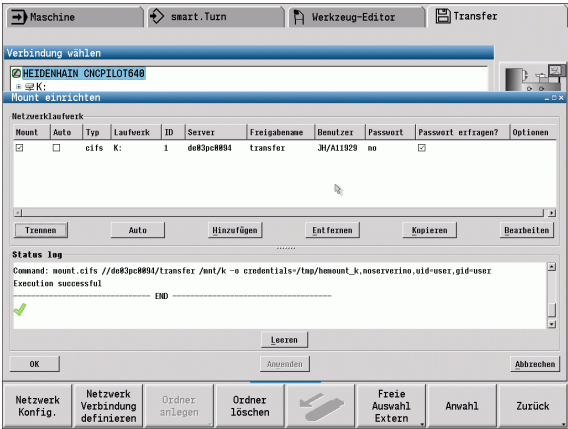 Maschine smart.Turn Werkzeug-Editor Transfer
Verbindung wählen
HEIDENHAIN CNCPILOT640
K:
Mount einrichten
Netzwerklaufwerk
Mount Auto Typ Laufwerk ID Server Freigabename Benutzer Passwort Passwort erfragen? Optionen
cifs K: 1 de03pc0094 transfer JH/A11929 no
Trennen Auto Hinzufügen Entfernen Kopieren Bearbeiten
Status log
Command: mount.cifs //de03pc0094/transfer /mnt/k -o credentials=/tmp/hemount_k,noserverino,uid=user,gid=user
Execution successful
-------------------------------- END -------------------------------------
Leeren
OK Anwenden Abbrechen
Netzwerk Konfig. Netzwerk Verbindung definieren Ordner anlegen Ordner löschen Freie Auswahl Extern Anwahl Zurück